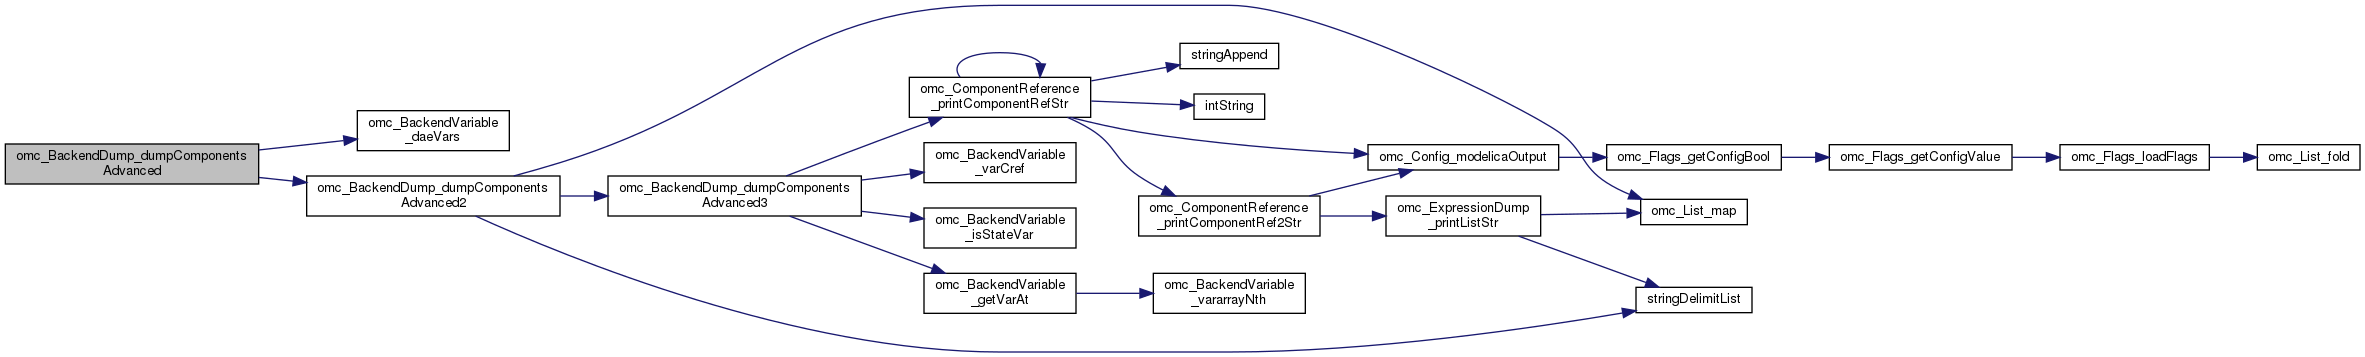 omc_BackendDump_dumpComponents
Advanced
omc_BackendVariable
_daeVars
omc_BackendDump_dumpComponents
Advanced2
omc_BackendDump_dumpComponents
Advanced3
omc_ComponentReference
_printComponentRefStr
omc_BackendVariable
_varCref
omc_BackendVariable
_isStateVar
omc_BackendVariable
_getVarAt
stringAppend
intString
omc_ComponentReference
_printComponentRef2Str
omc_BackendVariable
_vararrayNth
omc_Config_modelicaOutput
omc_ExpressionDump
_printListStr
omc_Flags_getConfigBool
omc_List_map
stringDelimitList
omc_Flags_getConfigValue
omc_Flags_loadFlags
omc_List_fold